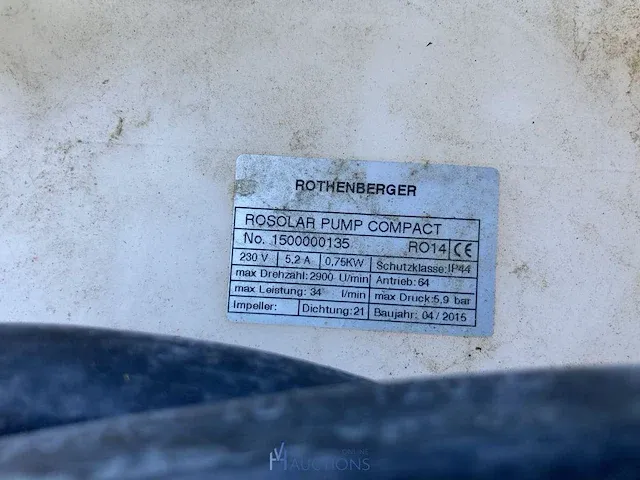 ROTHENBERGER
ROSOLAR PUMP COMPACT
No. 1500000135 RO14 CE
230 V 5,2 A 0,75KW Schutzklasse: IP44
max Drehzahl: 2900 U/min Antrieb: 64
max Leistung: 34 l/min max Druck: 5,9 bar
Impeller: Dichtung: 21 Baujahr: 04/2015
ONLINE
AUCTIONS